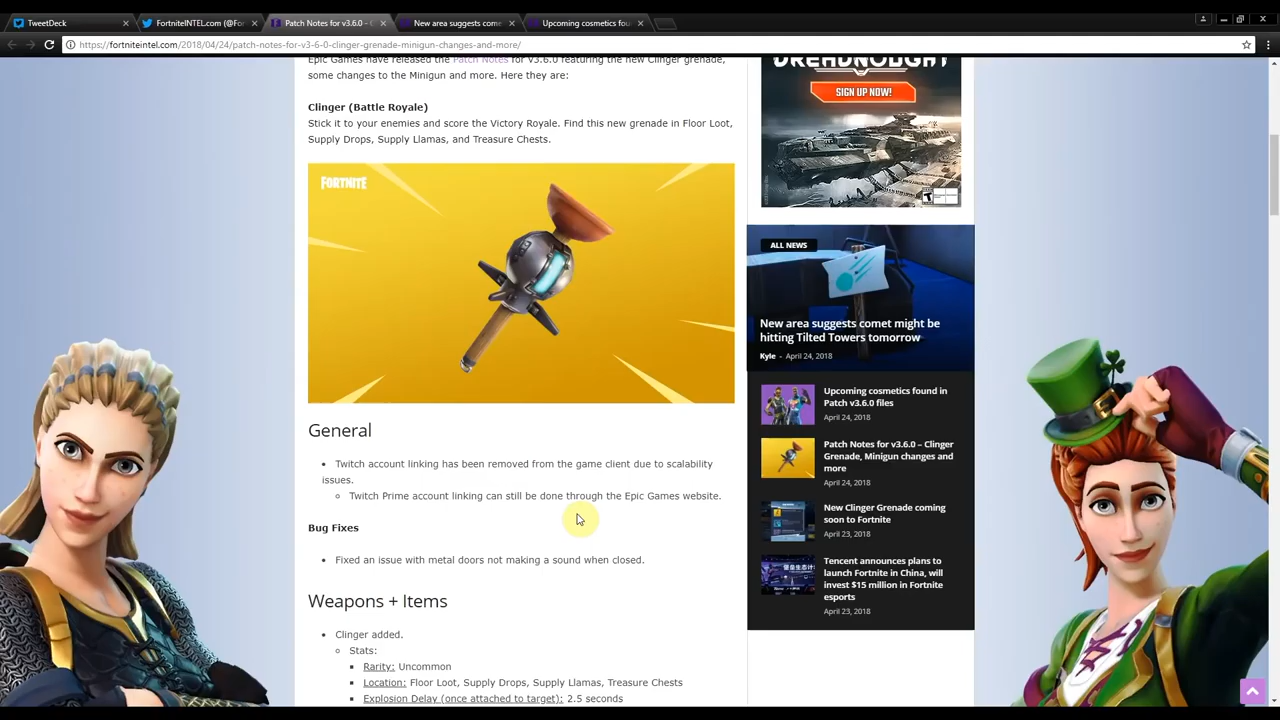 TweetDeck
FortniteINTEL.com (@For
Patch Notes for v3.6.0 - C
New area suggests comet
Upcoming cosmetics fou
https://fortniteintel.com/2018/04/24/patch-notes-for-v3-6-0-clinger-grenade-minigun-changes-and-more/
Epic Games have released the Patch Notes for v3.6.0 featuring the new Clinger grenade,
some changes to the Minigun and more. Here they are:
Clinger (Battle Royale)
Stick it to your enemies and score the Victory Royale. Find this new grenade in Floor Loot,
Supply Drops, Supply Llamas, and Treasure Chests.
FORTNITE
General
• Twitch account linking has been removed from the game client due to scalability
issues.
Twitch Prime account linking can still be done through the Epic Games website.
Bug Fixes
• Fixed an issue with metal doors not making a sound when closed.
Weapons + Items
• Clinger added.
Stats:
Rarity: Uncommon
Location: Floor Loot, Supply Drops, Supply Llamas, Treasure Chests
Explosion Delay (once attached to target): 2.5 seconds
DREADNOUGHT
SIGN UP NOW!
T
ALL NEWS
New area suggests comet might be
hitting Tilted Towers tomorrow
Kyle - April 24, 2018
Upcoming cosmetics found in
Patch v3.6.0 files
April 24, 2018
Patch Notes for v3.6.0 – Clinger
Grenade, Minigun changes and
more
April 24, 2018
New Clinger Grenade coming
soon to Fortnite
April 23, 2018
Tencent announces plans to
launch Fortnite in China, will
invest $15 million in Fortnite
esports
April 23, 2018